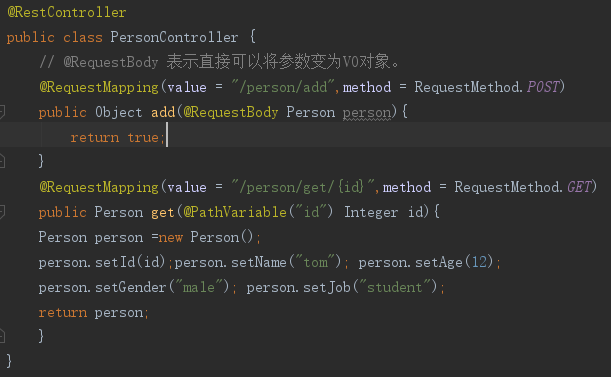 @RestController
public class PersonController {
// @RequestBody 表示直接可以将参数变为VO对象。
@RequestMapping(value = "/person/add",method = RequestMethod.POST)
public Object add(@RequestBody Person person){
return true;
}
@RequestMapping(value = "/person/get/{id}",method = RequestMethod.GET)
public Person get(@PathVariable("id") Integer id){
Person person =new Person();
person.setId(id);person.setName("tom"); person.setAge(12);
person.setGender("male"); person.setJob("student");
return person;
}
}